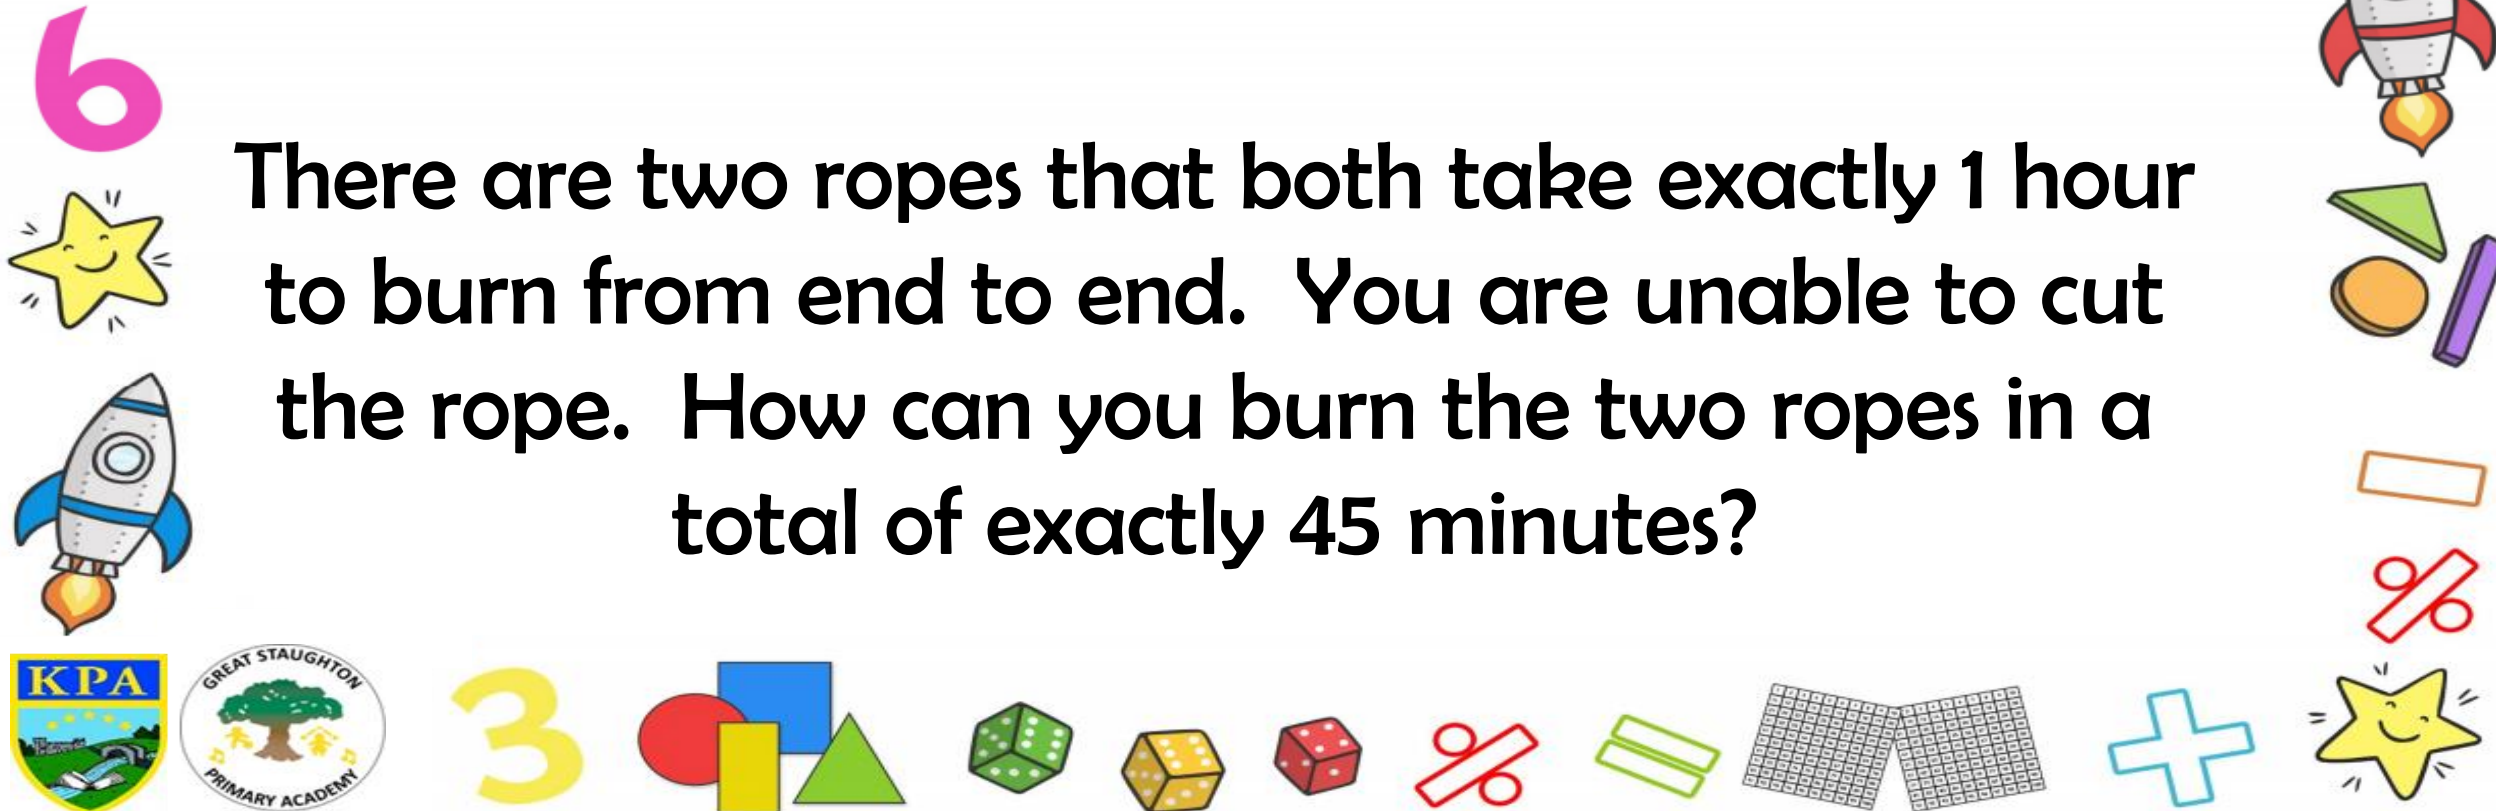 6
There are two ropes that both take exactly 1 hour
to burn from end to end.  You are unable to cut
the rope.  How can you burn the two ropes in a
total of exactly 45 minutes?
KPA
GREAT STAUGHTON
PRIMARY ACADEMY
3